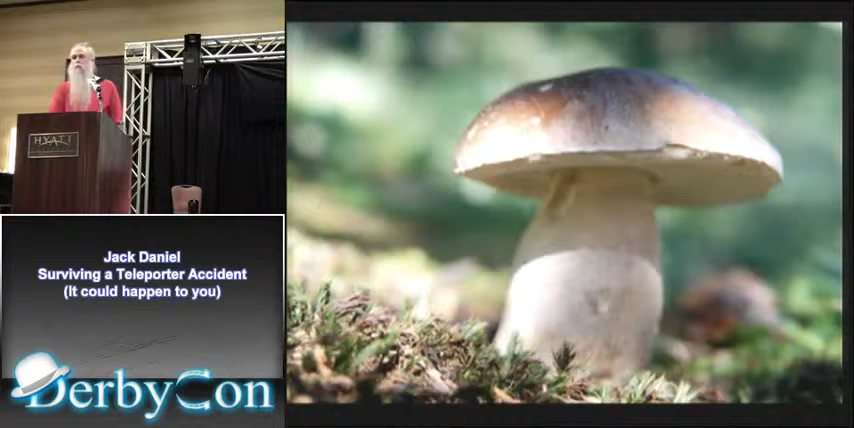 HYATT
Jack Daniel
Surviving a Teleporter Accident
(It could happen to you)
DerbyCon